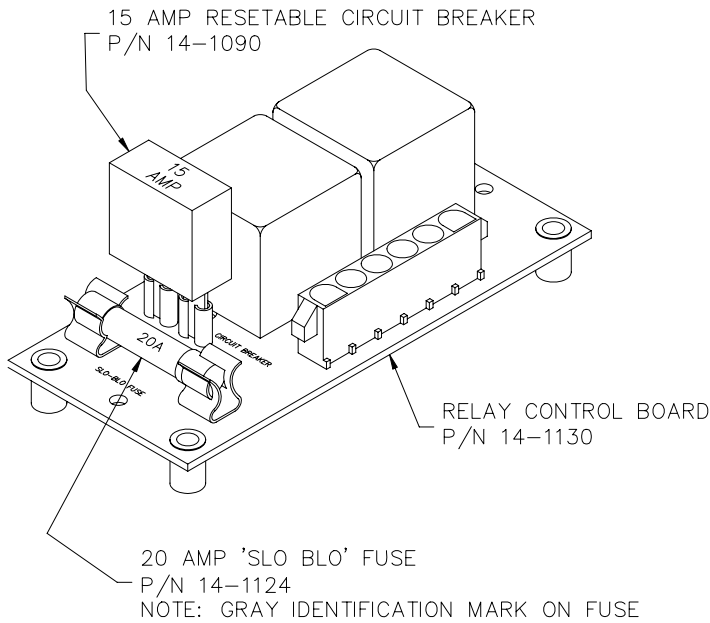 15 AMP RESETABLE CIRCUIT BREAKER
P/N 14-1090
15
AMP
20A
CIRCUIT BREAKER
SLO-BLO FUSE
RELAY CONTROL BOARD
P/N 14-1130
20 AMP 'SLO BLO' FUSE
P/N 14-1124
NOTE: GRAY IDENTIFICATION MARK ON FUSE